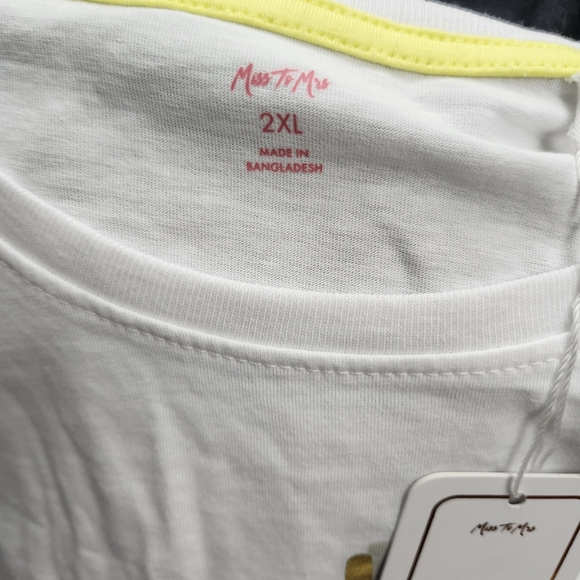 Miss To Mrs
2XL
MADE IN
BANGLADESH
Miss To Mrs